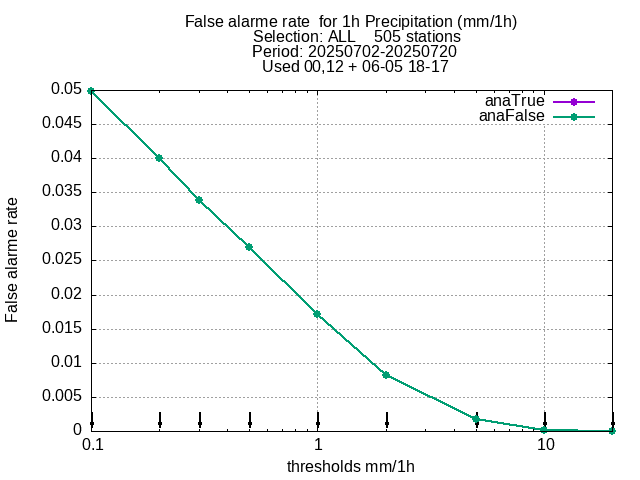 False alarme rate  for 1h Precipitation (mm/1h)
Selection: ALL    505 stations
Period: 20250702-20250720
Used 00,12 + 06-05 18-17
anaTrue
anaFalse
0.05
0.045
0.04
0.035
0.03
0.025
0.02
0.015
0.01
0.005
0
False alarme rate
0.1 1 10
thresholds mm/1h